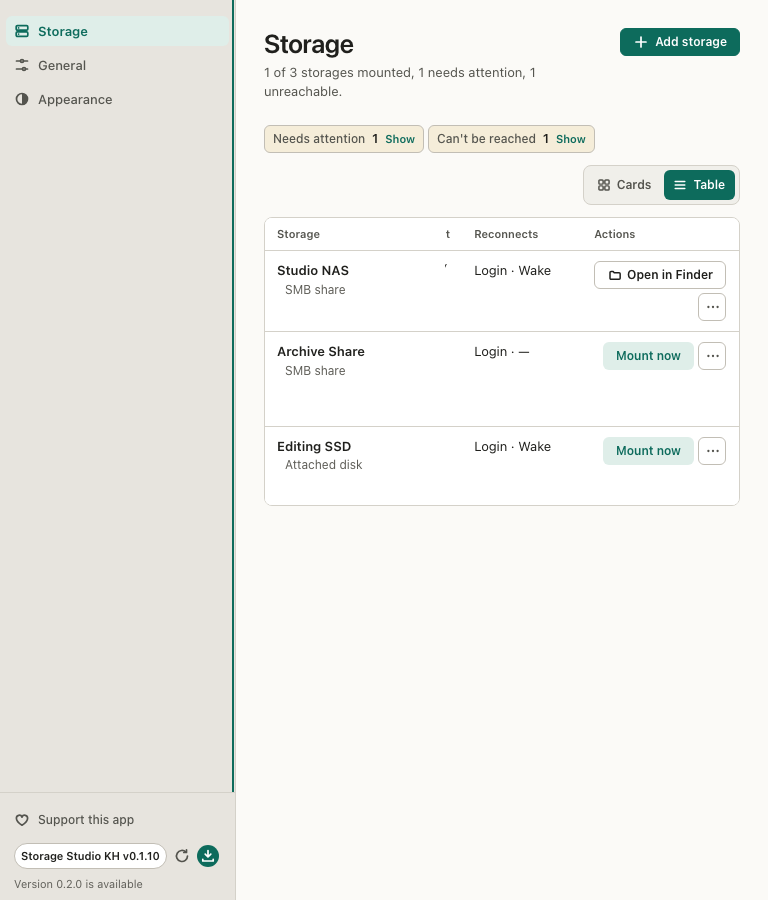 Storage
General
Appearance
Support this app
Storage Studio KH v0.1.10
Version 0.2.0 is available
Storage
Add storage
1 of 3 storages mounted, 1 needs attention, 1
unreachable.
Needs attention 1 Show
Can't be reached 1 Show
Cards
Table
Storage t Reconnects Actions
Studio NAS
SMB share
Login · Wake
Open in Finder
Archive Share
SMB share
Login · —
Mount now
Editing SSD
Attached disk
Login · Wake
Mount now